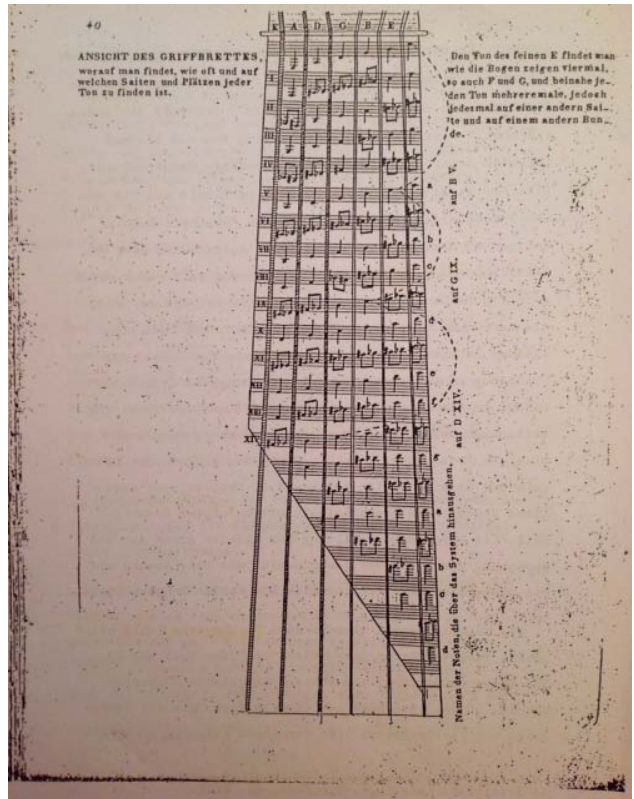 40
ANSICHT DES GRIFFBRETTES,
worauf man findet, wie oft und auf
welchen Saiten und Plätzen jeder
Ton zu finden ist.
E A D G B E
Den Ton des feinen E findet man
wie die Bogen zeigen viermal,
so auch F und G, und beinahe je-
den Ton mehreremale, jedoch
jedesmal auf einer andern Sai-
te und auf einem andern Bun-
de.
I
II
III
IV
V
VI
VII
VIII
IX
X
XI
XII
XIII
a
b
c
d
e
f
g
a
auf B V.
auf G IX.
auf D XIV.
Namen der Noten, die über das System hinausgehen.